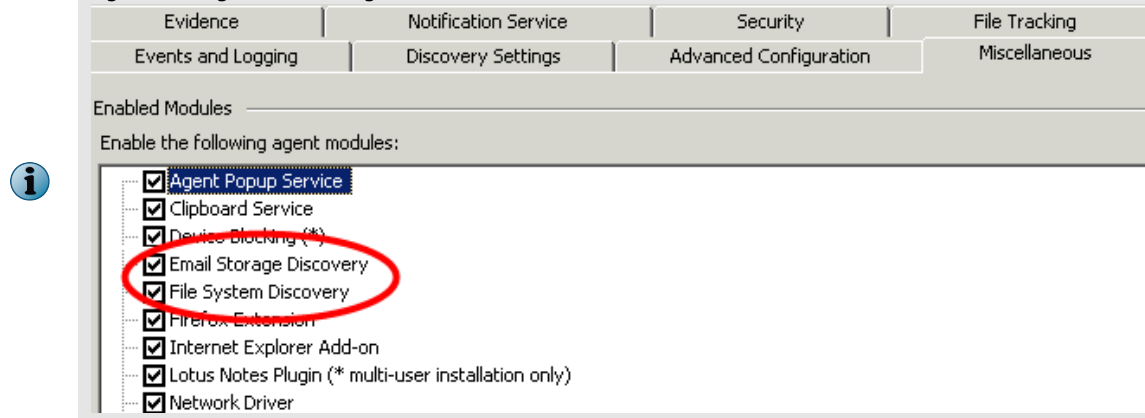 Evidence Notification Service Security File Tracking
Events and Logging Discovery Settings Advanced Configuration Miscellaneous
Enabled Modules
Enable the following agent modules:
Agent Popup Service
Clipboard Service
Device Blocking (*)
Email Storage Discovery
File System Discovery
Firefox Extension
Internet Explorer Add-on
Lotus Notes Plugin (* multi-user installation only)
Network Driver